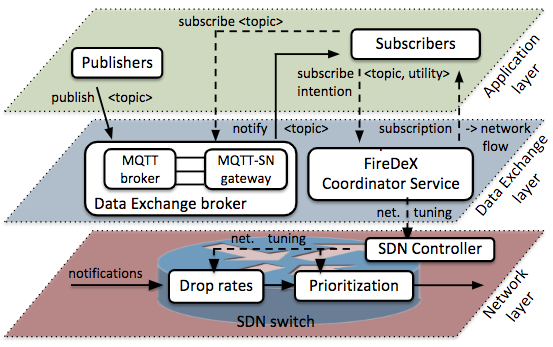 subscribe <topic>
Subscribers
Publishers
subscribe <topic, utility>
intention
publish <topic>
Application
layer
notify <topic>
subscription -> network
flow
MQTT
broker
MQTT-SN
gateway
Data Exchange broker
FireDeX
Coordinator Service
Data Exchange
layer
net. tuning
SDN Controller
net. tuning
notifications
Drop rates
Prioritization
SDN switch
Network
layer